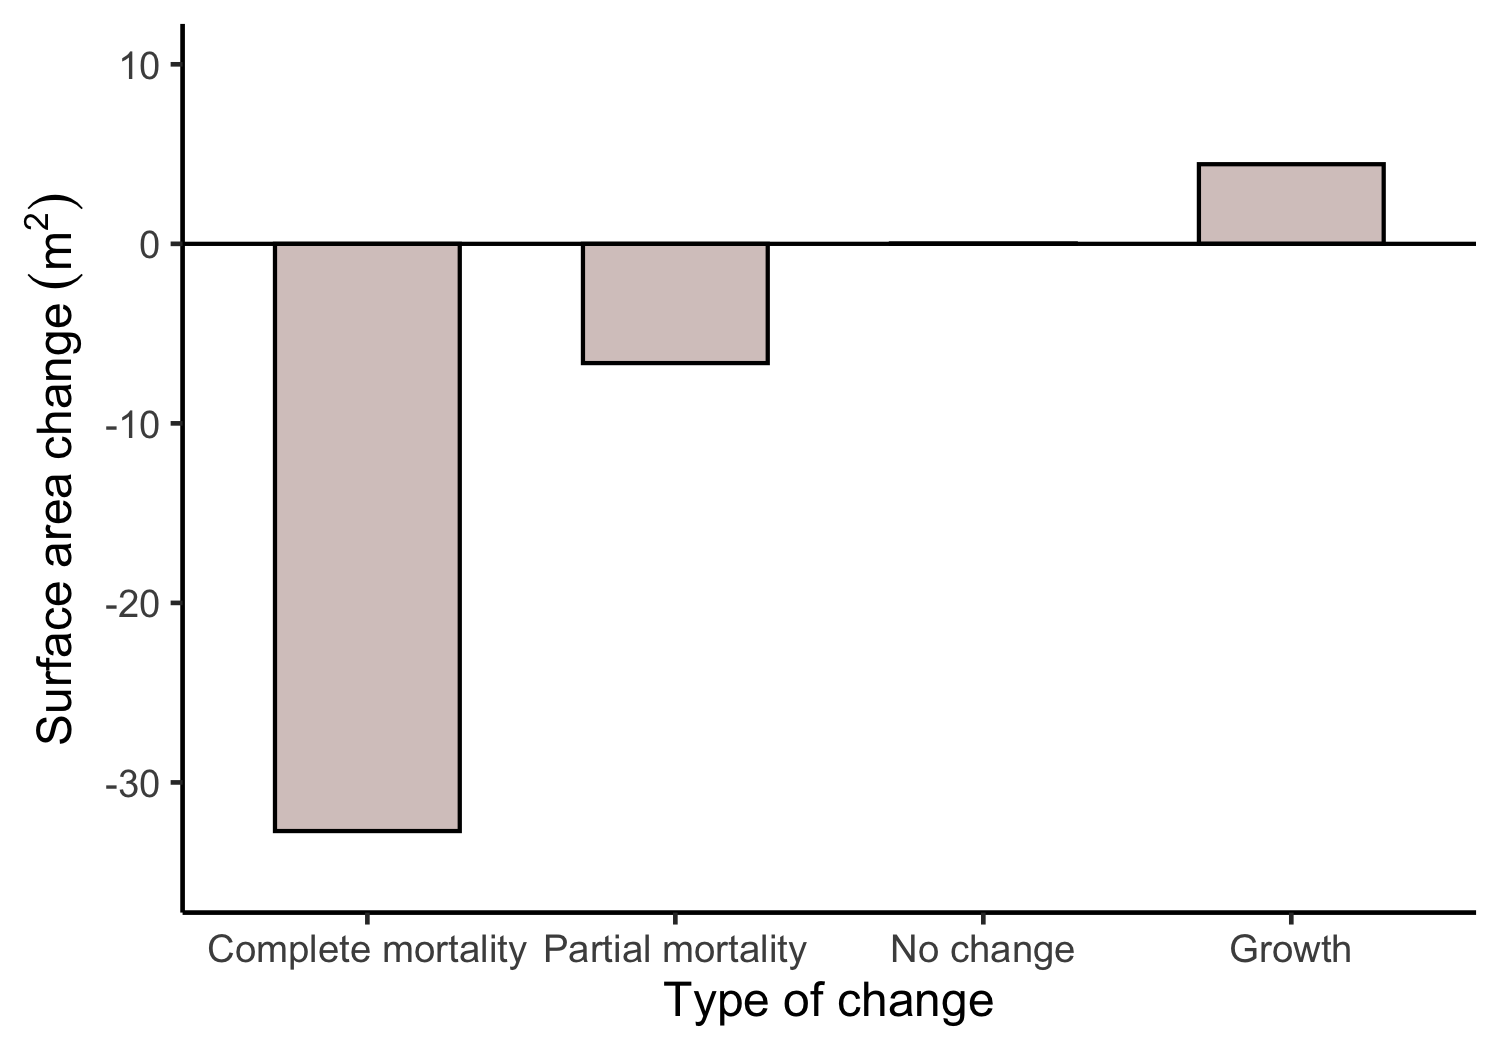 Surface area change (m²)
10
0
-10
-20
-30
Complete mortality Partial mortality No change Growth
Type of change